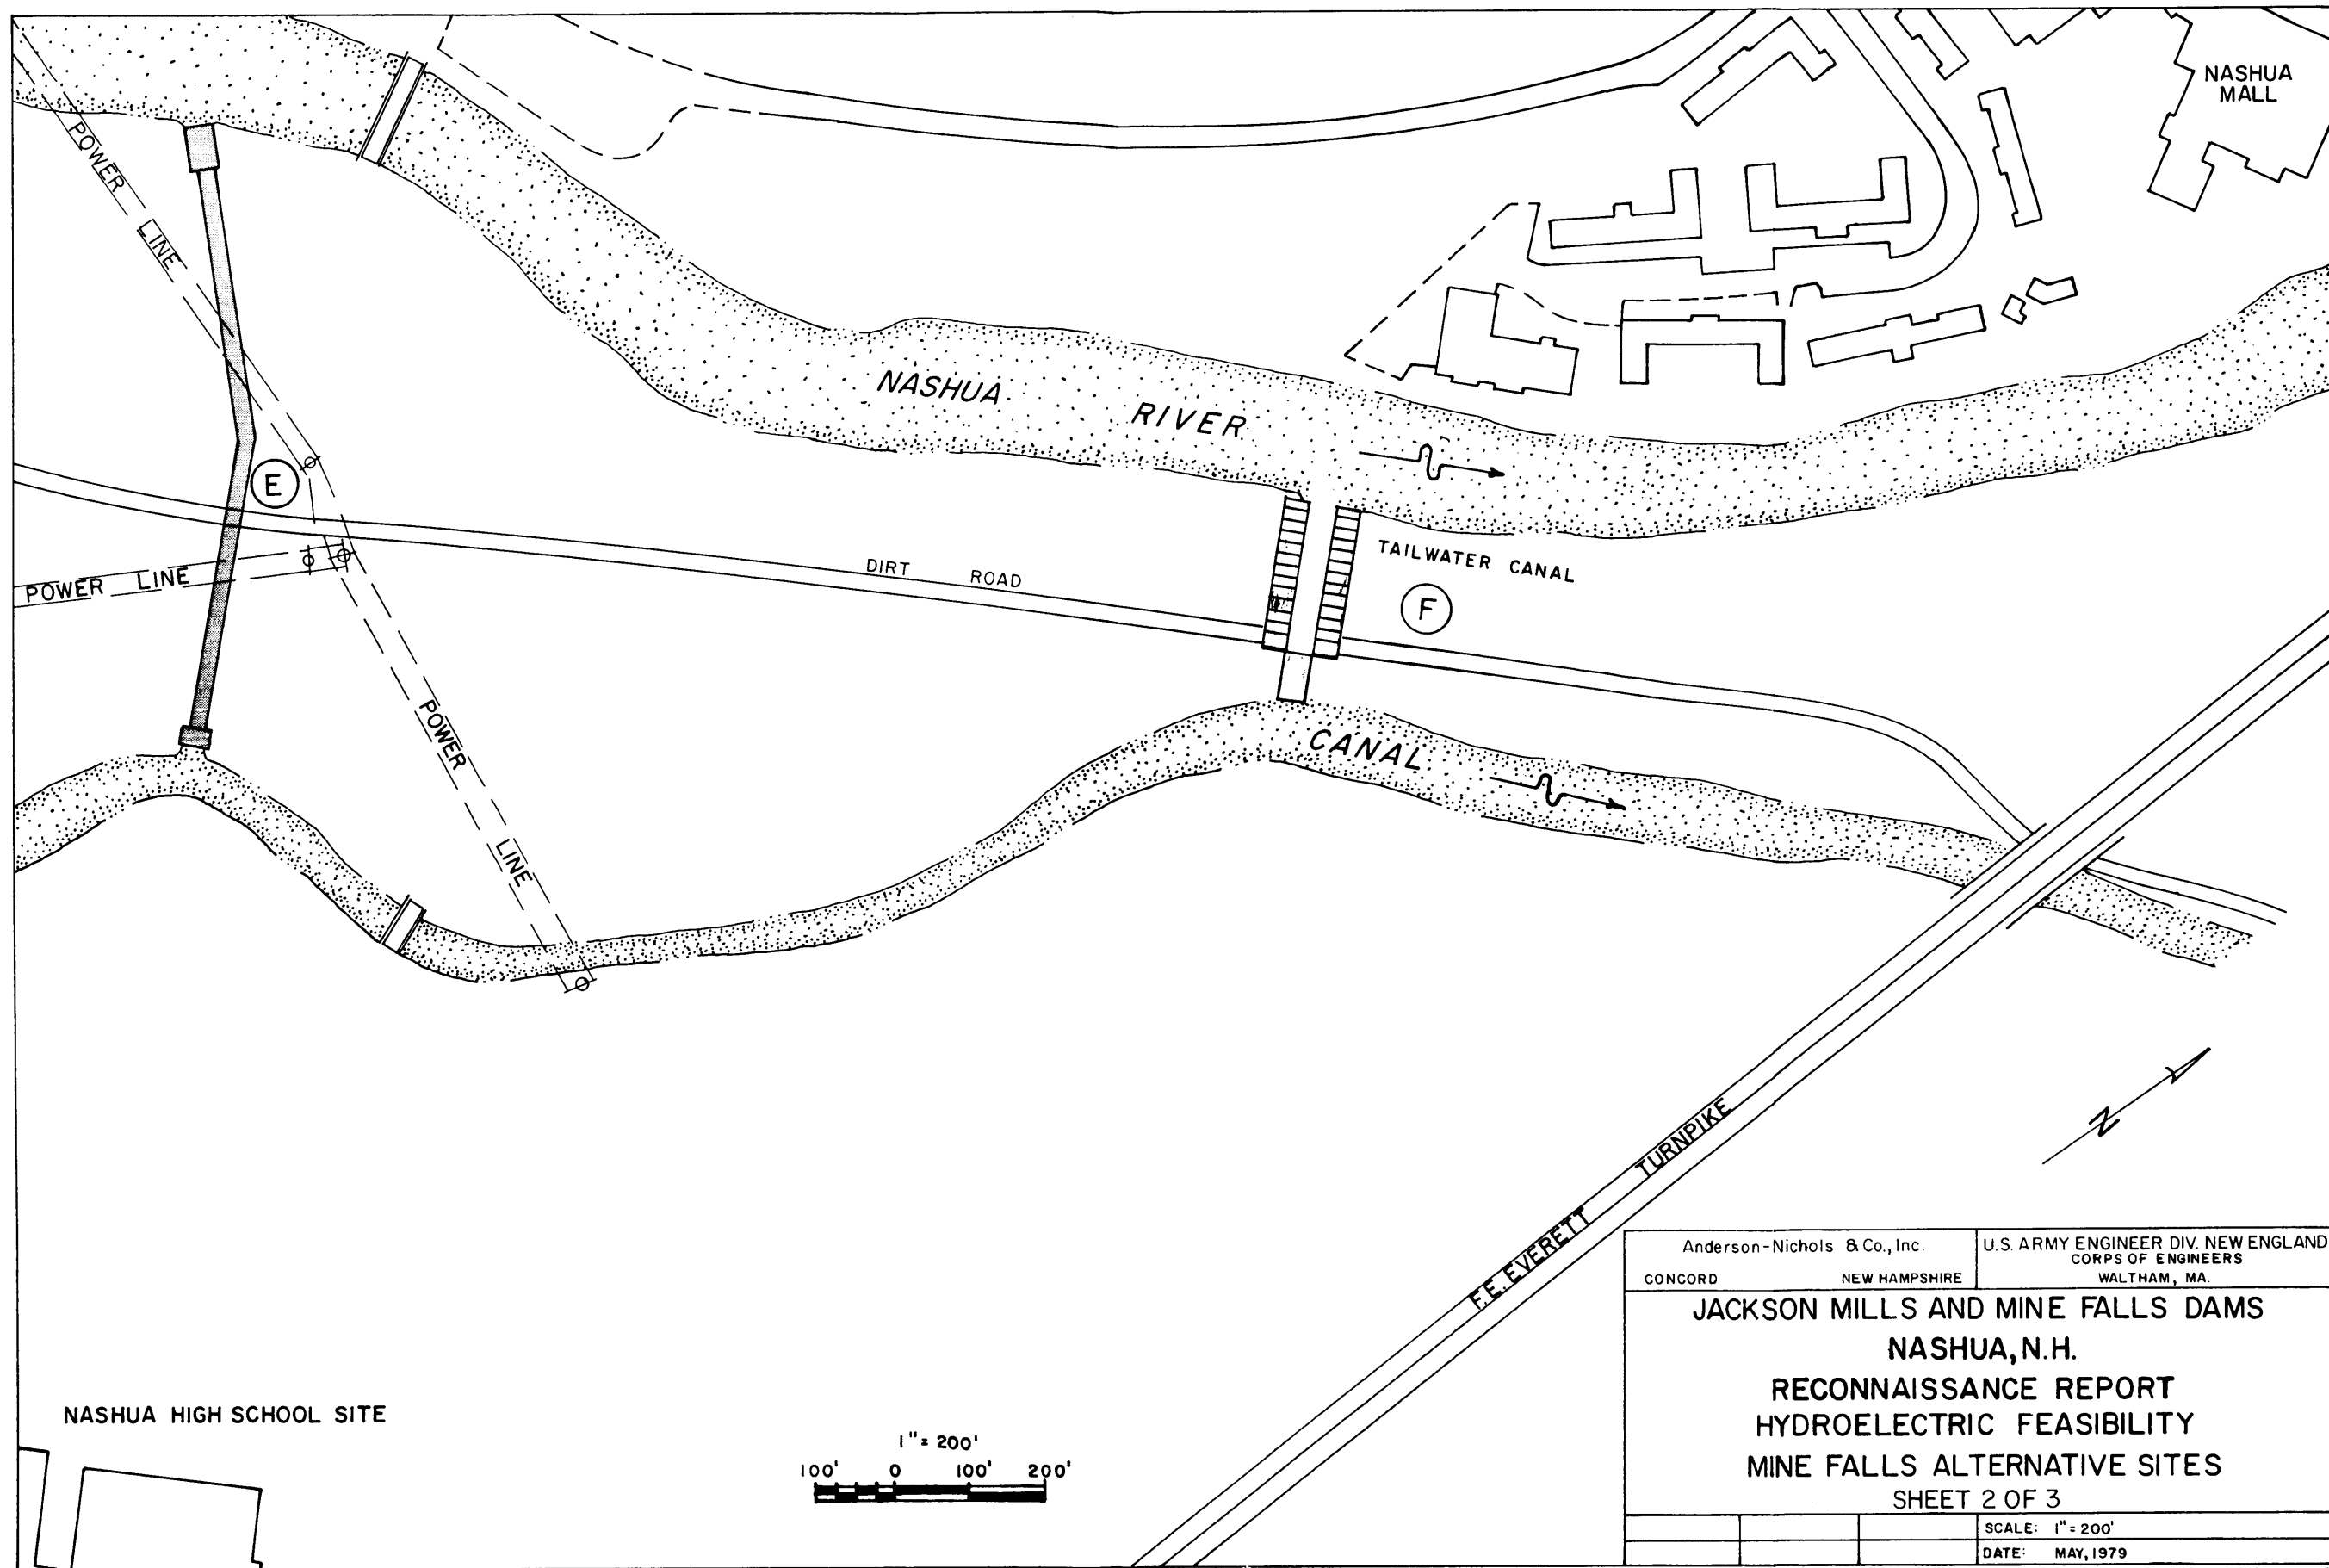 NASHUA
MALL
POWER
LINE
NASHUA
RIVER
E
POWER LINE
DIRT ROAD
TAILWATER CANAL
F
POWER
LINE
CANAL
N
F.E. EVERETT TURNPIKE
NASHUA HIGH SCHOOL SITE
1" = 200'
100' 0 100' 200'
Anderson-Nichols & Co., Inc.
CONCORD NEW HAMPSHIRE
U.S. ARMY ENGINEER DIV. NEW ENGLAND
CORPS OF ENGINEERS
WALTHAM, MA.
JACKSON MILLS AND MINE FALLS DAMS
NASHUA, N.H.
RECONNAISSANCE REPORT
HYDROELECTRIC FEASIBILITY
MINE FALLS ALTERNATIVE SITES
SHEET 2 OF 3
SCALE: 1" = 200'
DATE: MAY, 1979